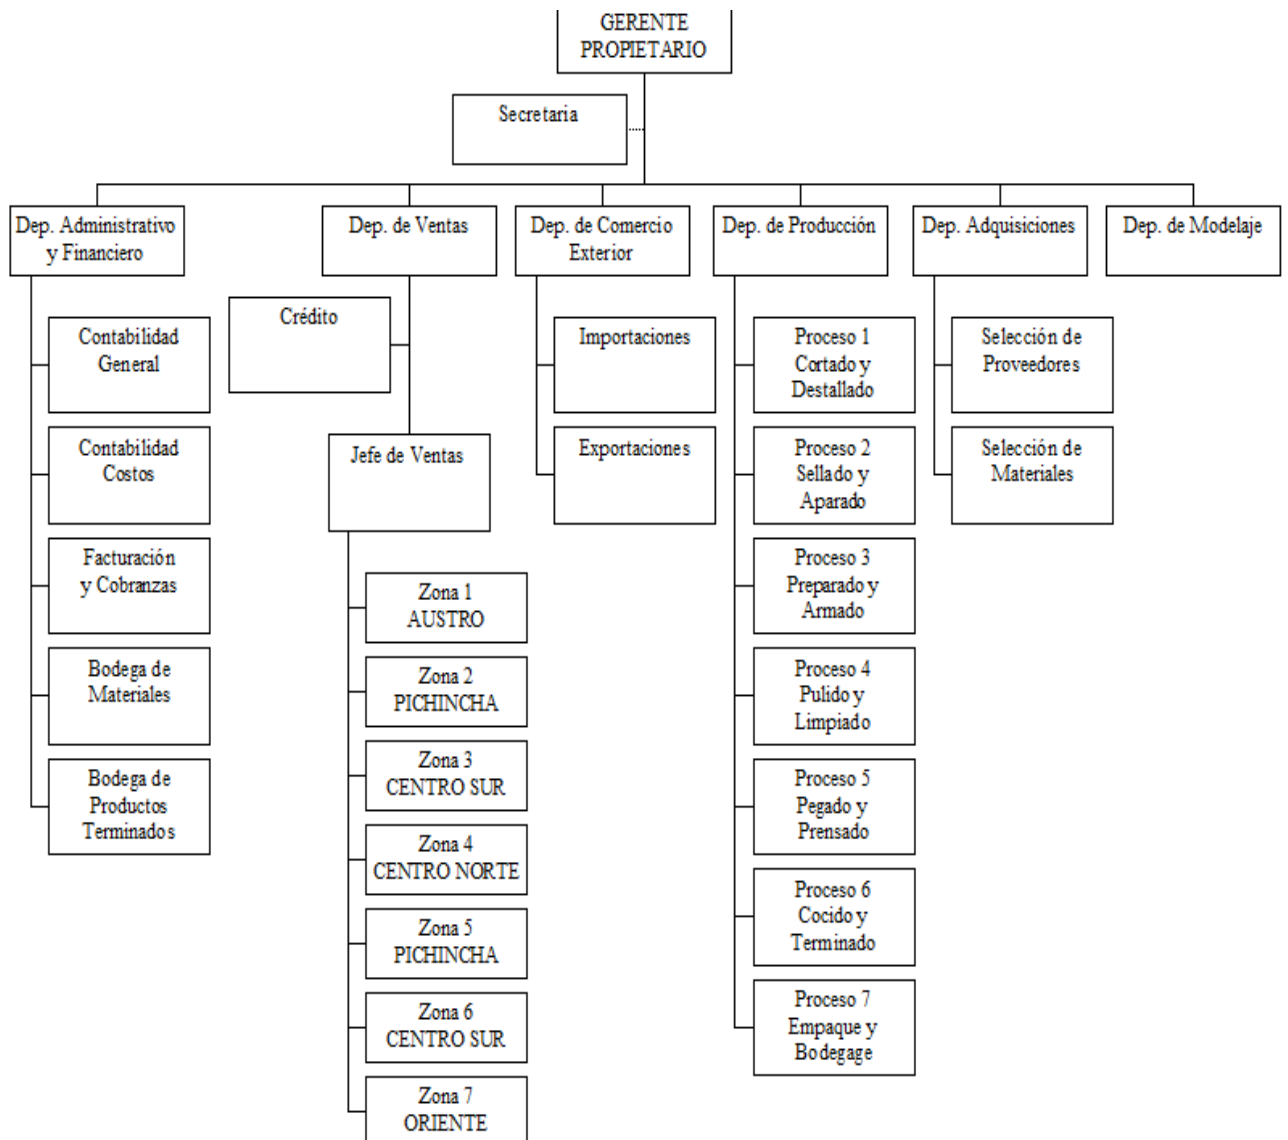 GERENTE
PROPIETARIO
Secretaria
Dep. Administrativo
y Financiero
Dep. de Ventas
Dep. de Comercio
Exterior
Dep. de Producción
Dep. Adquisiciones
Dep. de Modelaje
Contabilidad
General
Contabilidad
Costos
Facturación
y Cobranzas
Bodega de
Materiales
Bodega de
Productos
Terminados
Crédito
Jefe de Ventas
Zona 1
AUSTRO
Zona 2
PICHINCHA
Zona 3
CENTRO SUR
Zona 4
CENTRO NORTE
Zona 5
PICHINCHA
Zona 6
CENTRO SUR
Zona 7
ORIENTE
Importaciones
Exportaciones
Proceso 1
Cortado y
Destallado
Proceso 2
Sellado y
Aparado
Proceso 3
Preparado y
Armado
Proceso 4
Pulido y
Limpiado
Proceso 5
Pegado y
Prensado
Proceso 6
Cocido y
Terminado
Proceso 7
Empaque y
Bodegage
Selección de
Proveedores
Selección de
Materiales